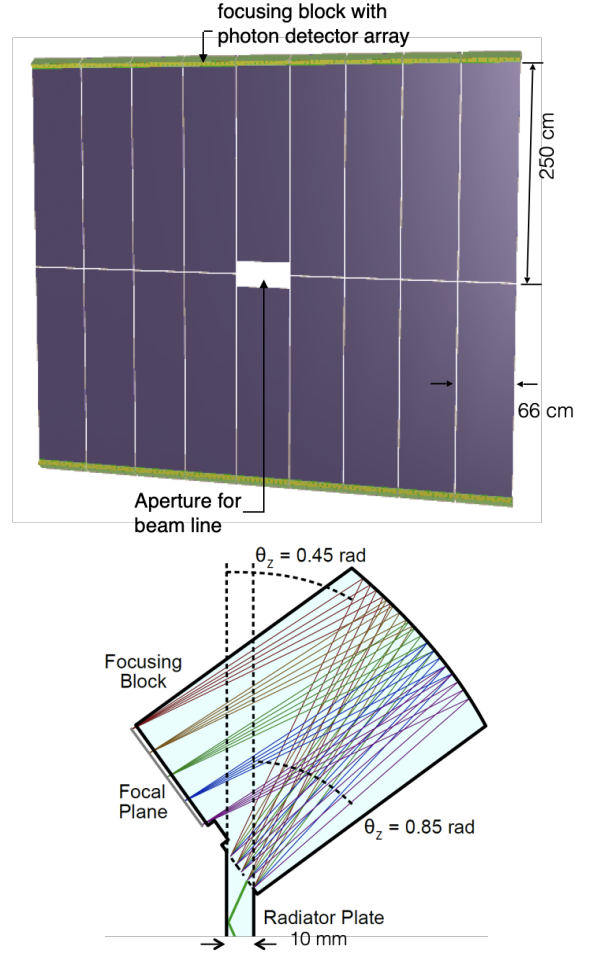 focusing block with
photon detector array
250 cm
66 cm
Aperture for
beam line
θz = 0.45 rad
Focusing
Block
Focal
Plane
θz = 0.85 rad
Radiator Plate
10 mm